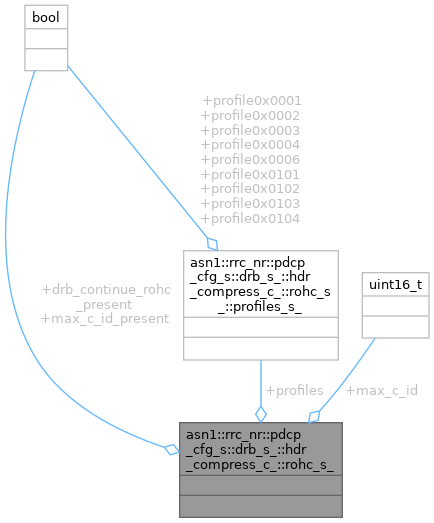 bool
+profile0x0001
+profile0x0002
+profile0x0003
+profile0x0004
+profile0x0006
+profile0x0101
+profile0x0102
+profile0x0103
+profile0x0104
asn1::rrc_nr::pdcp
_cfg_s::drb_s_::hdr
_compress_c_::rohc_s
_::profiles_s_
uint16_t
+drb_continue_rohc
_present
+max_c_id_present
+profiles
+max_c_id
asn1::rrc_nr::pdcp
_cfg_s::drb_s_::hdr
_compress_c_::rohc_s_